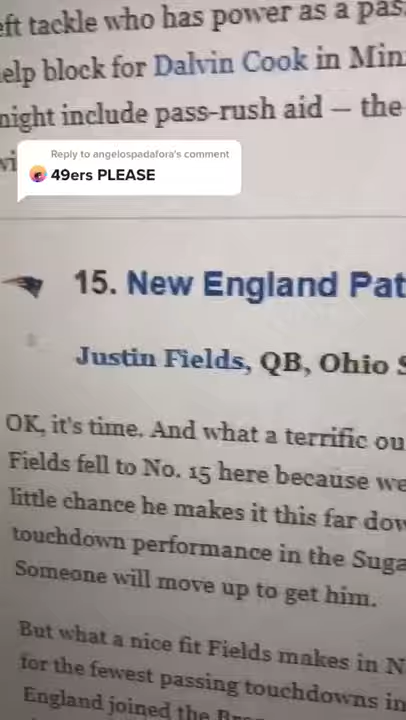 eft tackle who has power as a pas
elp block for Dalvin Cook in Min
night include pass-rush aid – the
Reply to angelospadafora's comment
49ers PLEASE
15. New England Pat
Justin Fields, QB, Ohio S
OK, it's time. And what a terrific ou
Fields fell to No. 15 here because we
little chance he makes it this far dow
touchdown performance in the Suga
Someone will move up to get him.
But what a nice fit Fields makes in N
for the fewest passing touchdowns in
England joined the